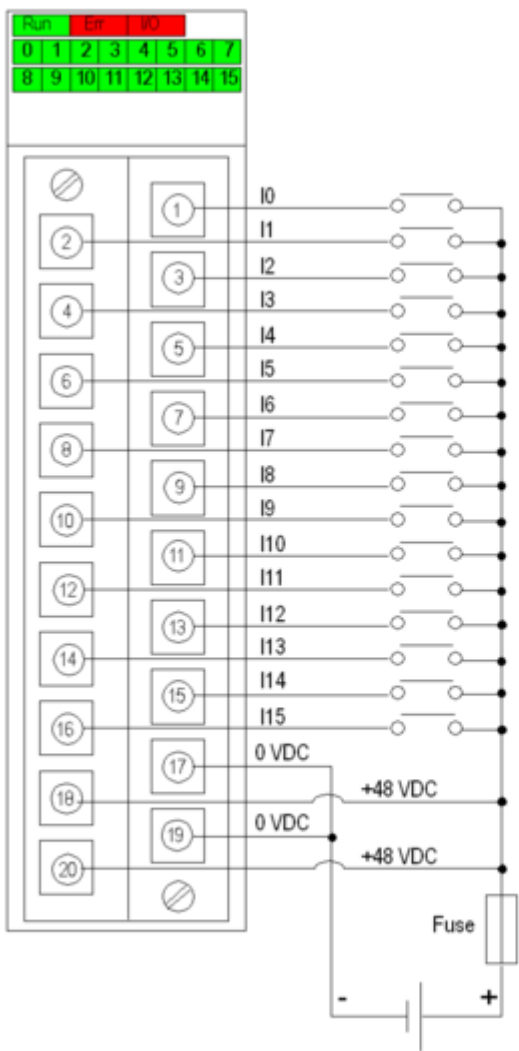 Run Err I/O
0 1 2 3 4 5 6 7
8 9 10 11 12 13 14 15
1 I0
2 I1
3 I2
4 I3
5 I4
6 I5
7 I6
8 I7
9 I8
10 I9
11 I10
12 I11
13 I12
14 I13
15 I14
16 I15
17 0 VDC
18 +48 VDC
19 0 VDC
20 +48 VDC
Fuse
- +